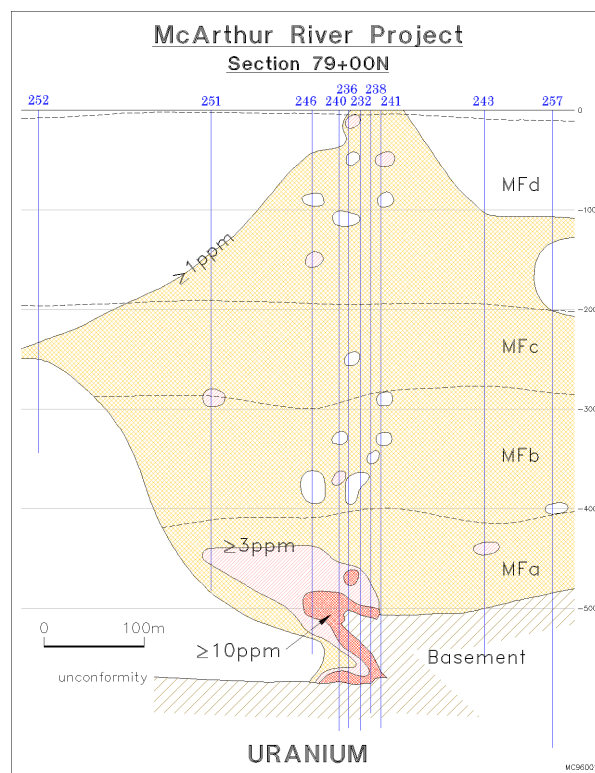 McArthur River Project
Section 79+00N
236 238
252 251 246 240 232 241 243 257
0
MFd
-100
≥1ppm
-200
MFc
-300
MFb
-400
≥3ppm
MFa
-500
0 100m
≥10ppm
Basement
unconformity
URANIUM